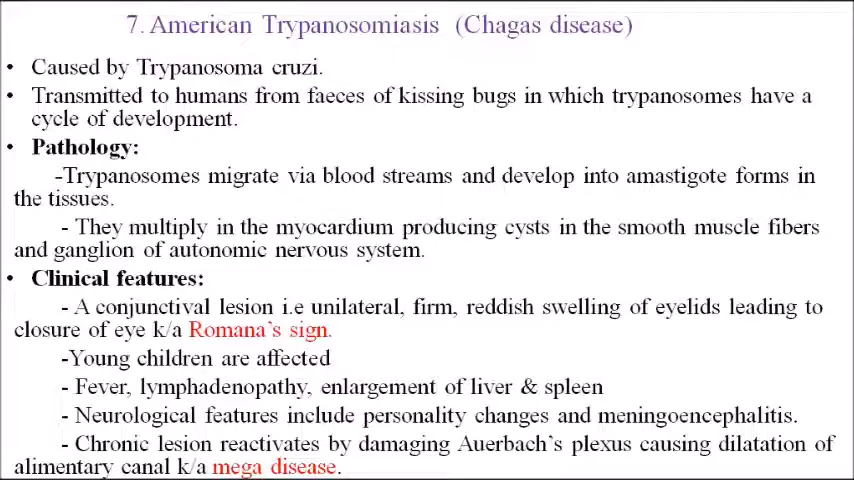 7. American Trypanosomiasis (Chagas disease)
• Caused by Trypanosoma cruzi.
• Transmitted to humans from faeces of kissing bugs in which trypanosomes have a
cycle of development.
• Pathology:
-Trypanosomes migrate via blood streams and develop into amastigote forms in
the tissues.
- They multiply in the myocardium producing cysts in the smooth muscle fibers
and ganglion of autonomic nervous system.
• Clinical features:
- A conjunctival lesion i.e unilateral, firm, reddish swelling of eyelids leading to
closure of eye k/a Romana’s sign.
-Young children are affected
- Fever, lymphadenopathy, enlargement of liver & spleen
- Neurological features include personality changes and meningoencephalitis.
- Chronic lesion reactivates by damaging Auerbach’s plexus causing dilatation of
alimentary canal k/a mega disease.